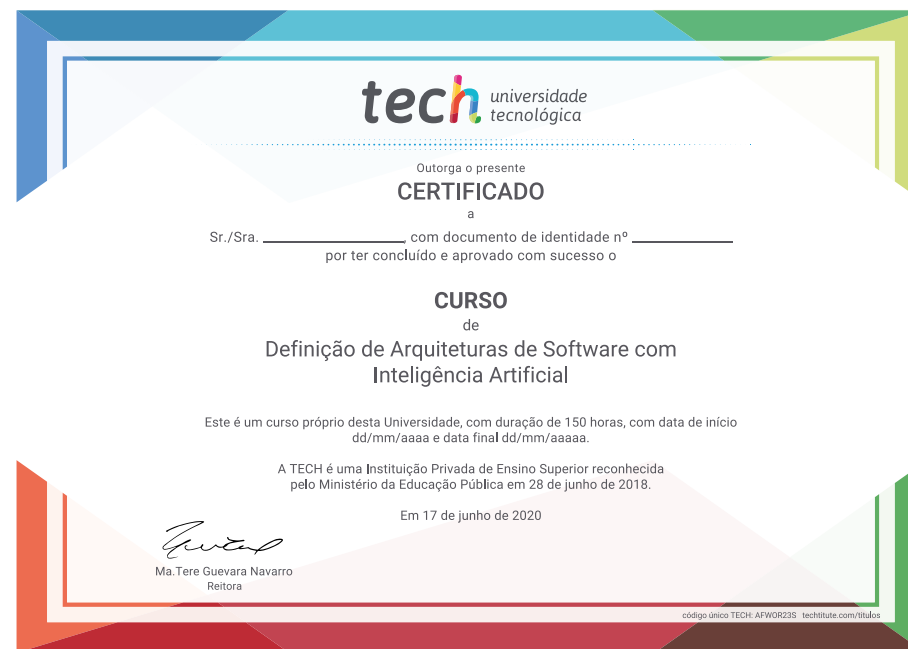 tech universidade
tecnológica
Outorga o presente
CERTIFICADO
a
Sr./Sra. , com documento de identidade nº
por ter concluído e aprovado com sucesso o
CURSO
de
Definição de Arquiteturas de Software com
Inteligência Artificial
Este é um curso próprio desta Universidade, com duração de 150 horas, com data de início
dd/mm/aaaa e data final dd/mm/aaaaa.
A TECH é uma Instituição Privada de Ensino Superior reconhecida
pelo Ministério da Educação Pública em 28 de junho de 2018.
Em 17 de junho de 2020
Ma.Tere Guevara Navarro
Reitora
código único TECH: AFWOR23S techtitute.com/títulos